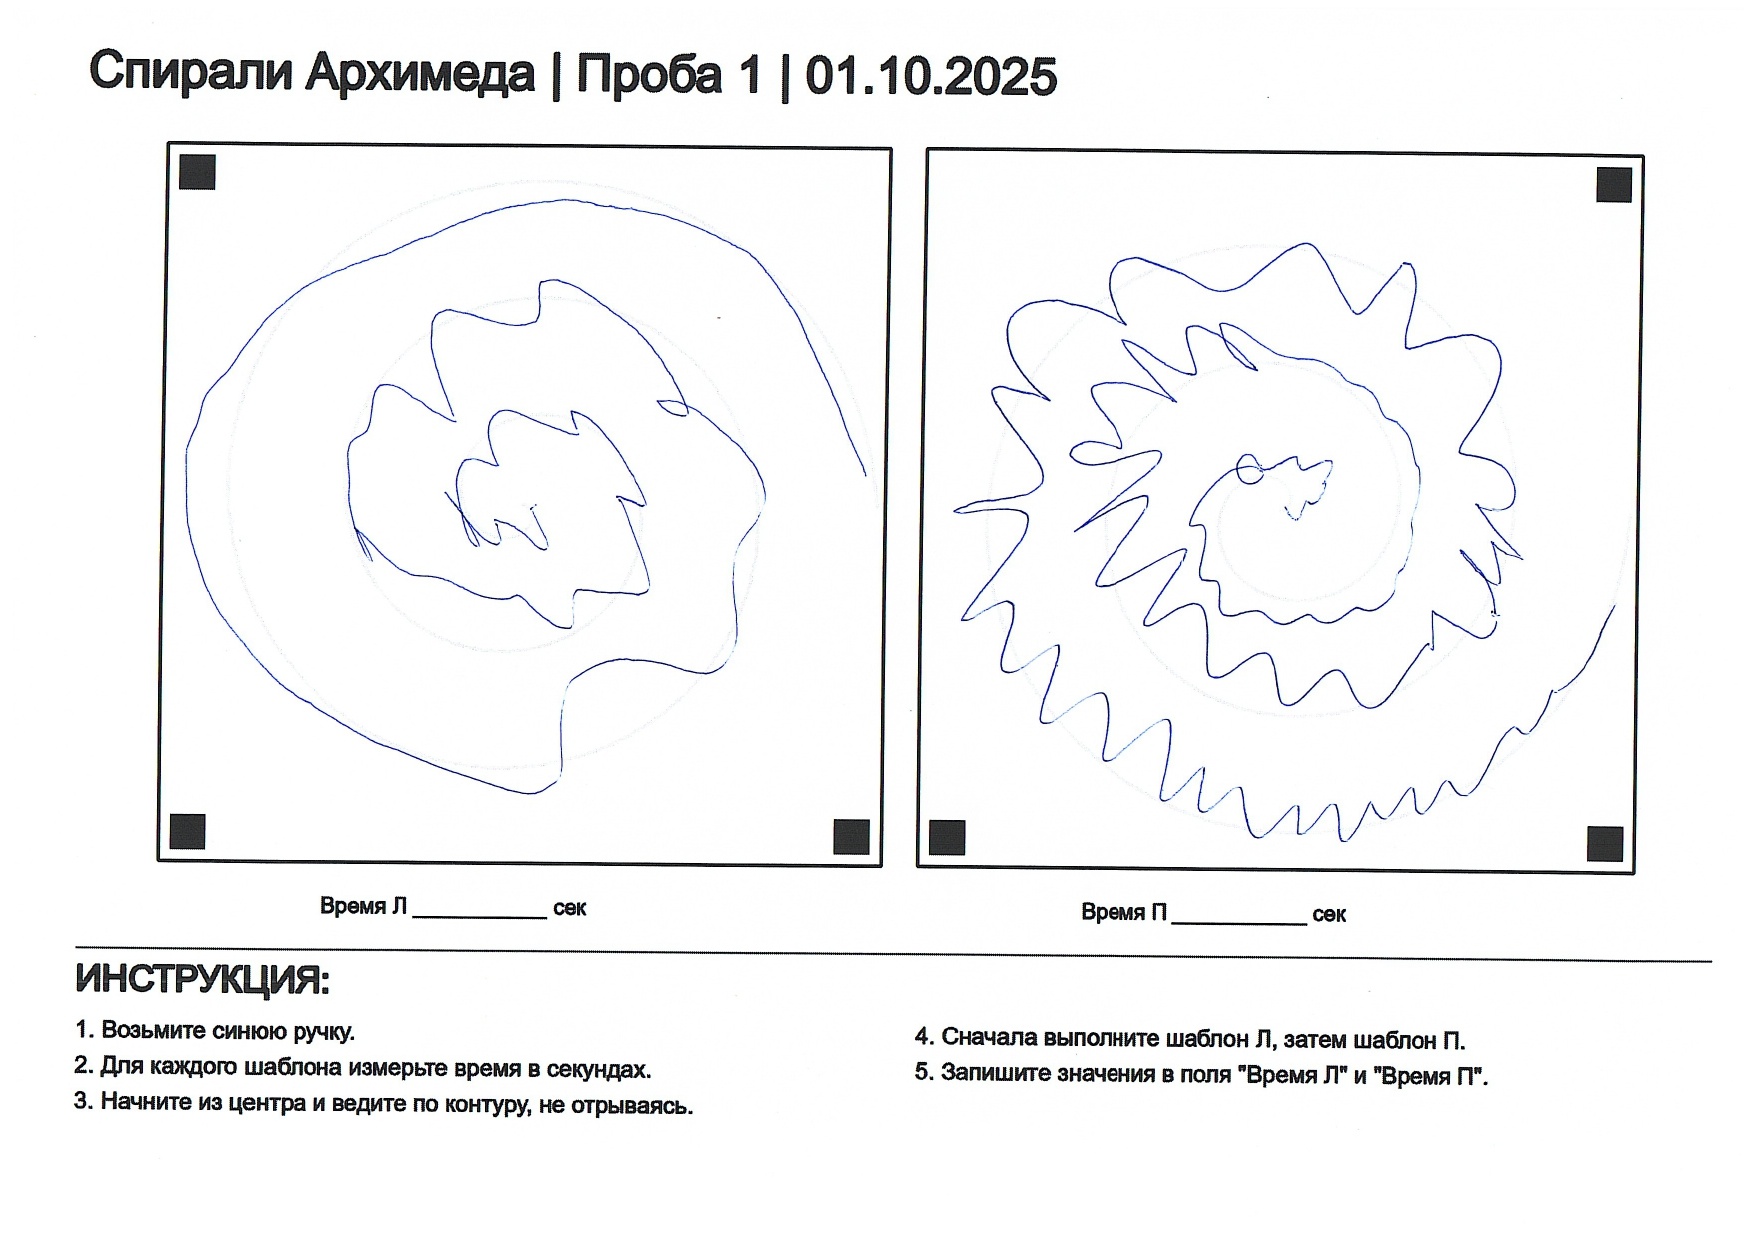 Спирали Архимеда | Проба 1 | 01.10.2025
Время Л __________ сек
Время П __________ сек
ИНСТРУКЦИЯ:
1. Возьмите синюю ручку.
2. Для каждого шаблона измерьте время в секундах.
3. Начните из центра и ведите по контуру, не отрываясь.
4. Сначала выполните шаблон Л, затем шаблон П.
5. Запишите значения в поля "Время Л" и "Время П".